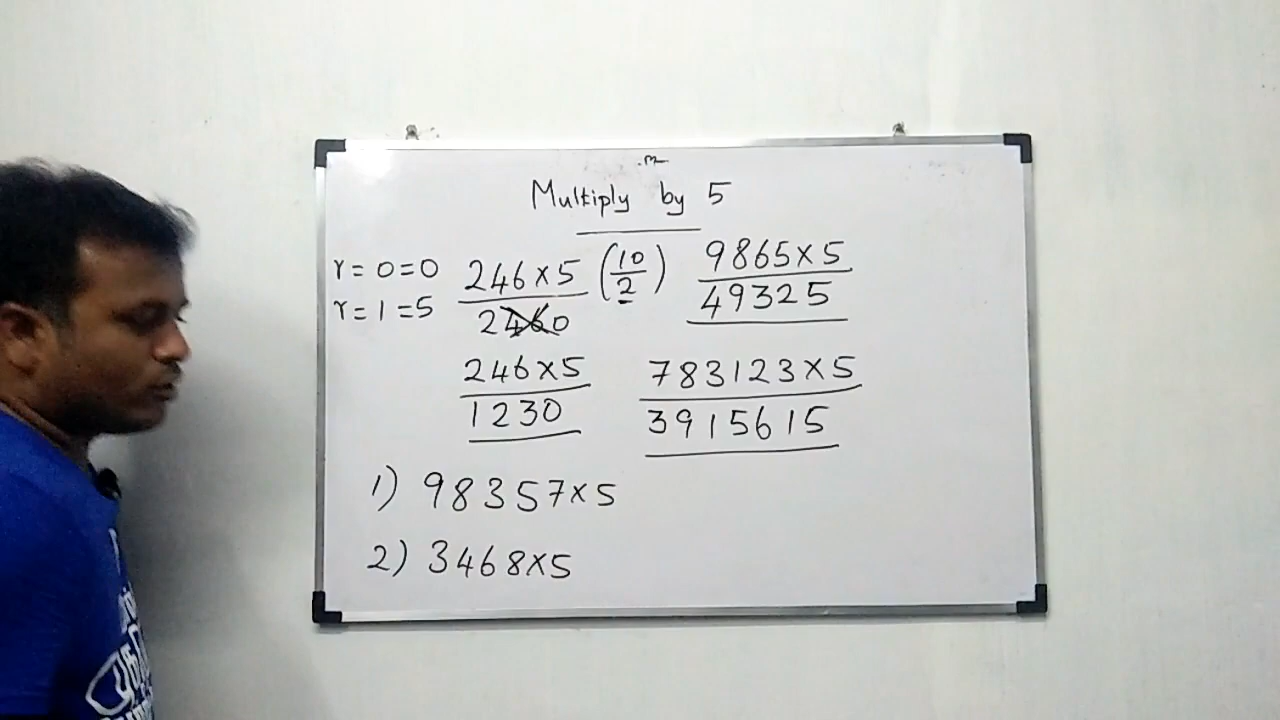 Multiply by 5
r = 0 = 0
r = 1 = 5
246 × 5 (10/2)
2460
9865 × 5
49325
246 × 5
1230
783123 × 5
3915615
1) 98357 × 5
2) 3468 × 5